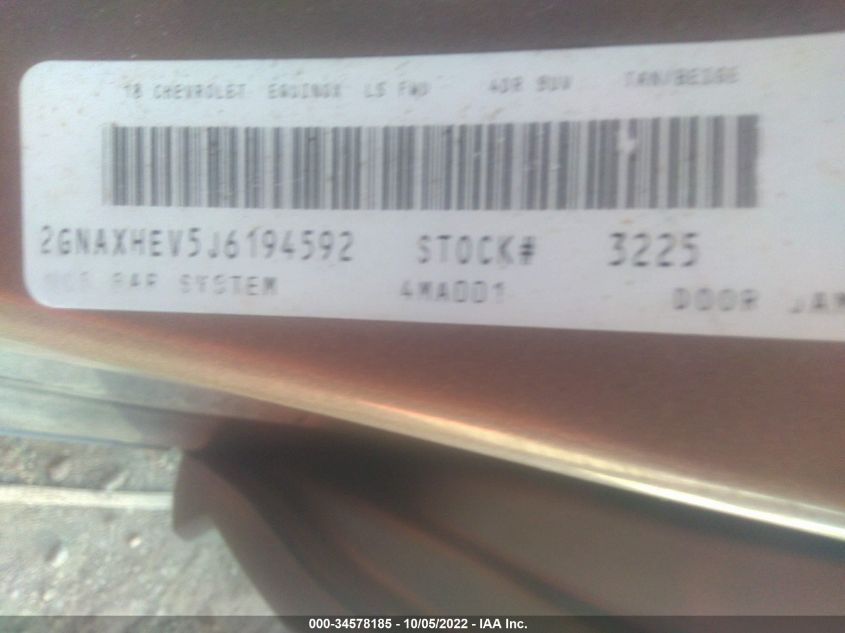 18 CHEVROLET EQUINOX LS FWD 4DR SUV TAN/BEIGE
2GNAXHEV5J6194592 STOCK# 3225
BAR SYSTEM 4MA001 DOOR JAM
000-34578185 - 10/05/2022 - IAA Inc.